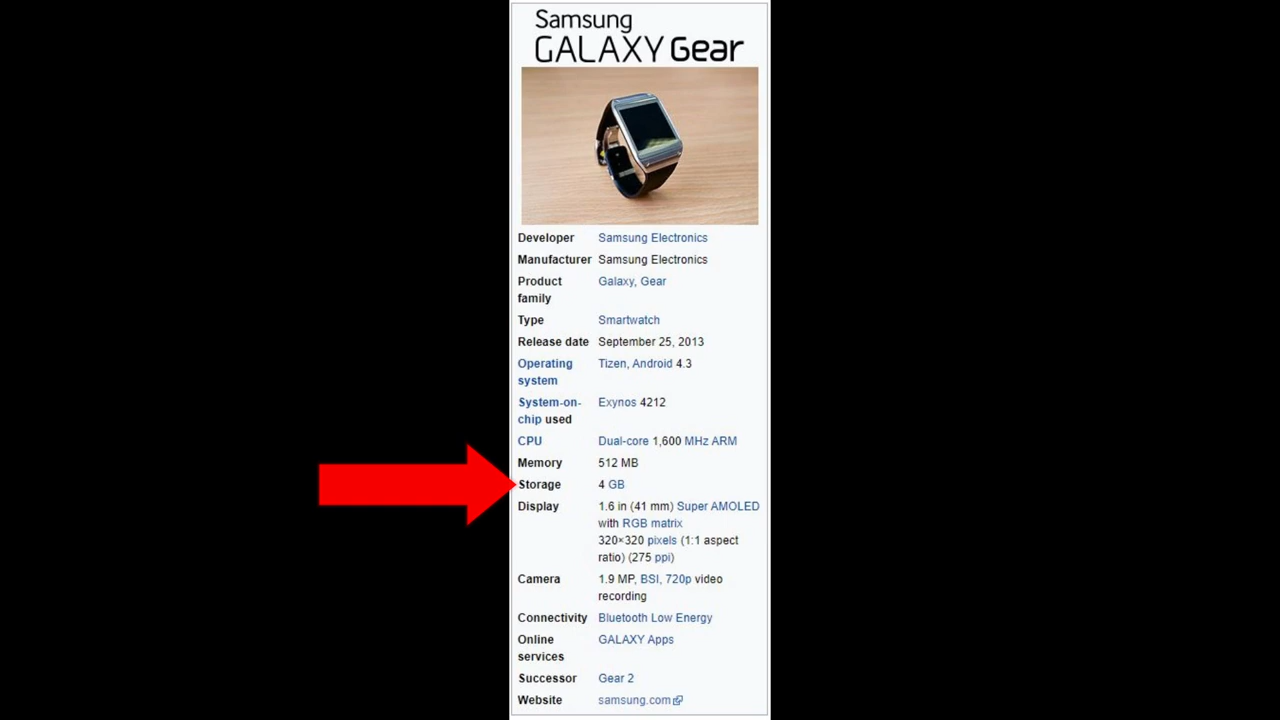 Samsung
GALAXY Gear
Developer Samsung Electronics
Manufacturer Samsung Electronics
Product Galaxy, Gear
family
Type Smartwatch
Release date September 25, 2013
Operating Tizen, Android 4.3
system
System-on- Exynos 4212
chip used
CPU Dual-core 1,600 MHz ARM
Memory 512 MB
Storage 4 GB
Display 1.6 in (41 mm) Super AMOLED
with RGB matrix
320×320 pixels (1:1 aspect
ratio) (275 ppi)
Camera 1.9 MP, BSI, 720p video
recording
Connectivity Bluetooth Low Energy
Online GALAXY Apps
services
Successor Gear 2
Website samsung.com